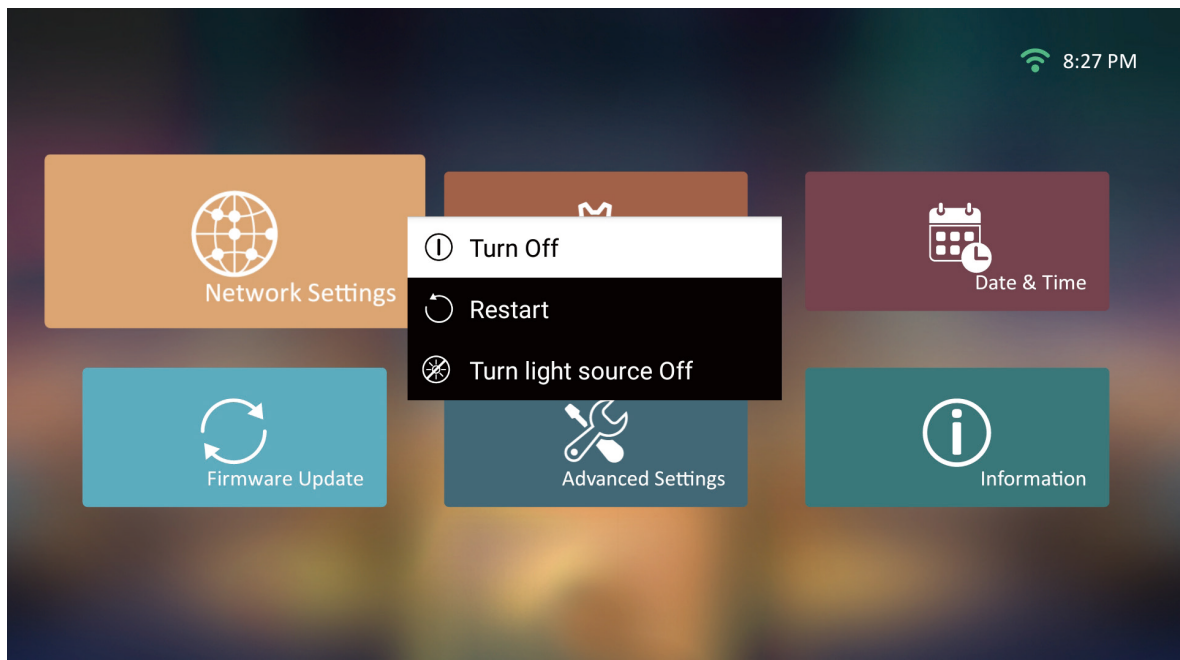 8:27 PM
Network Settings
Turn Off
Restart
Turn light source Off
Date & Time
Firmware Update
Advanced Settings
Information